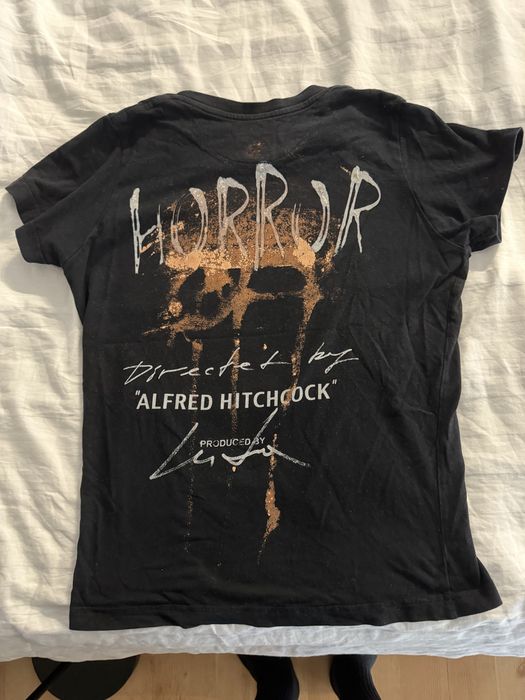 HORROR
Directed by
"ALFRED HITCHCOCK"
PRODUCED BY